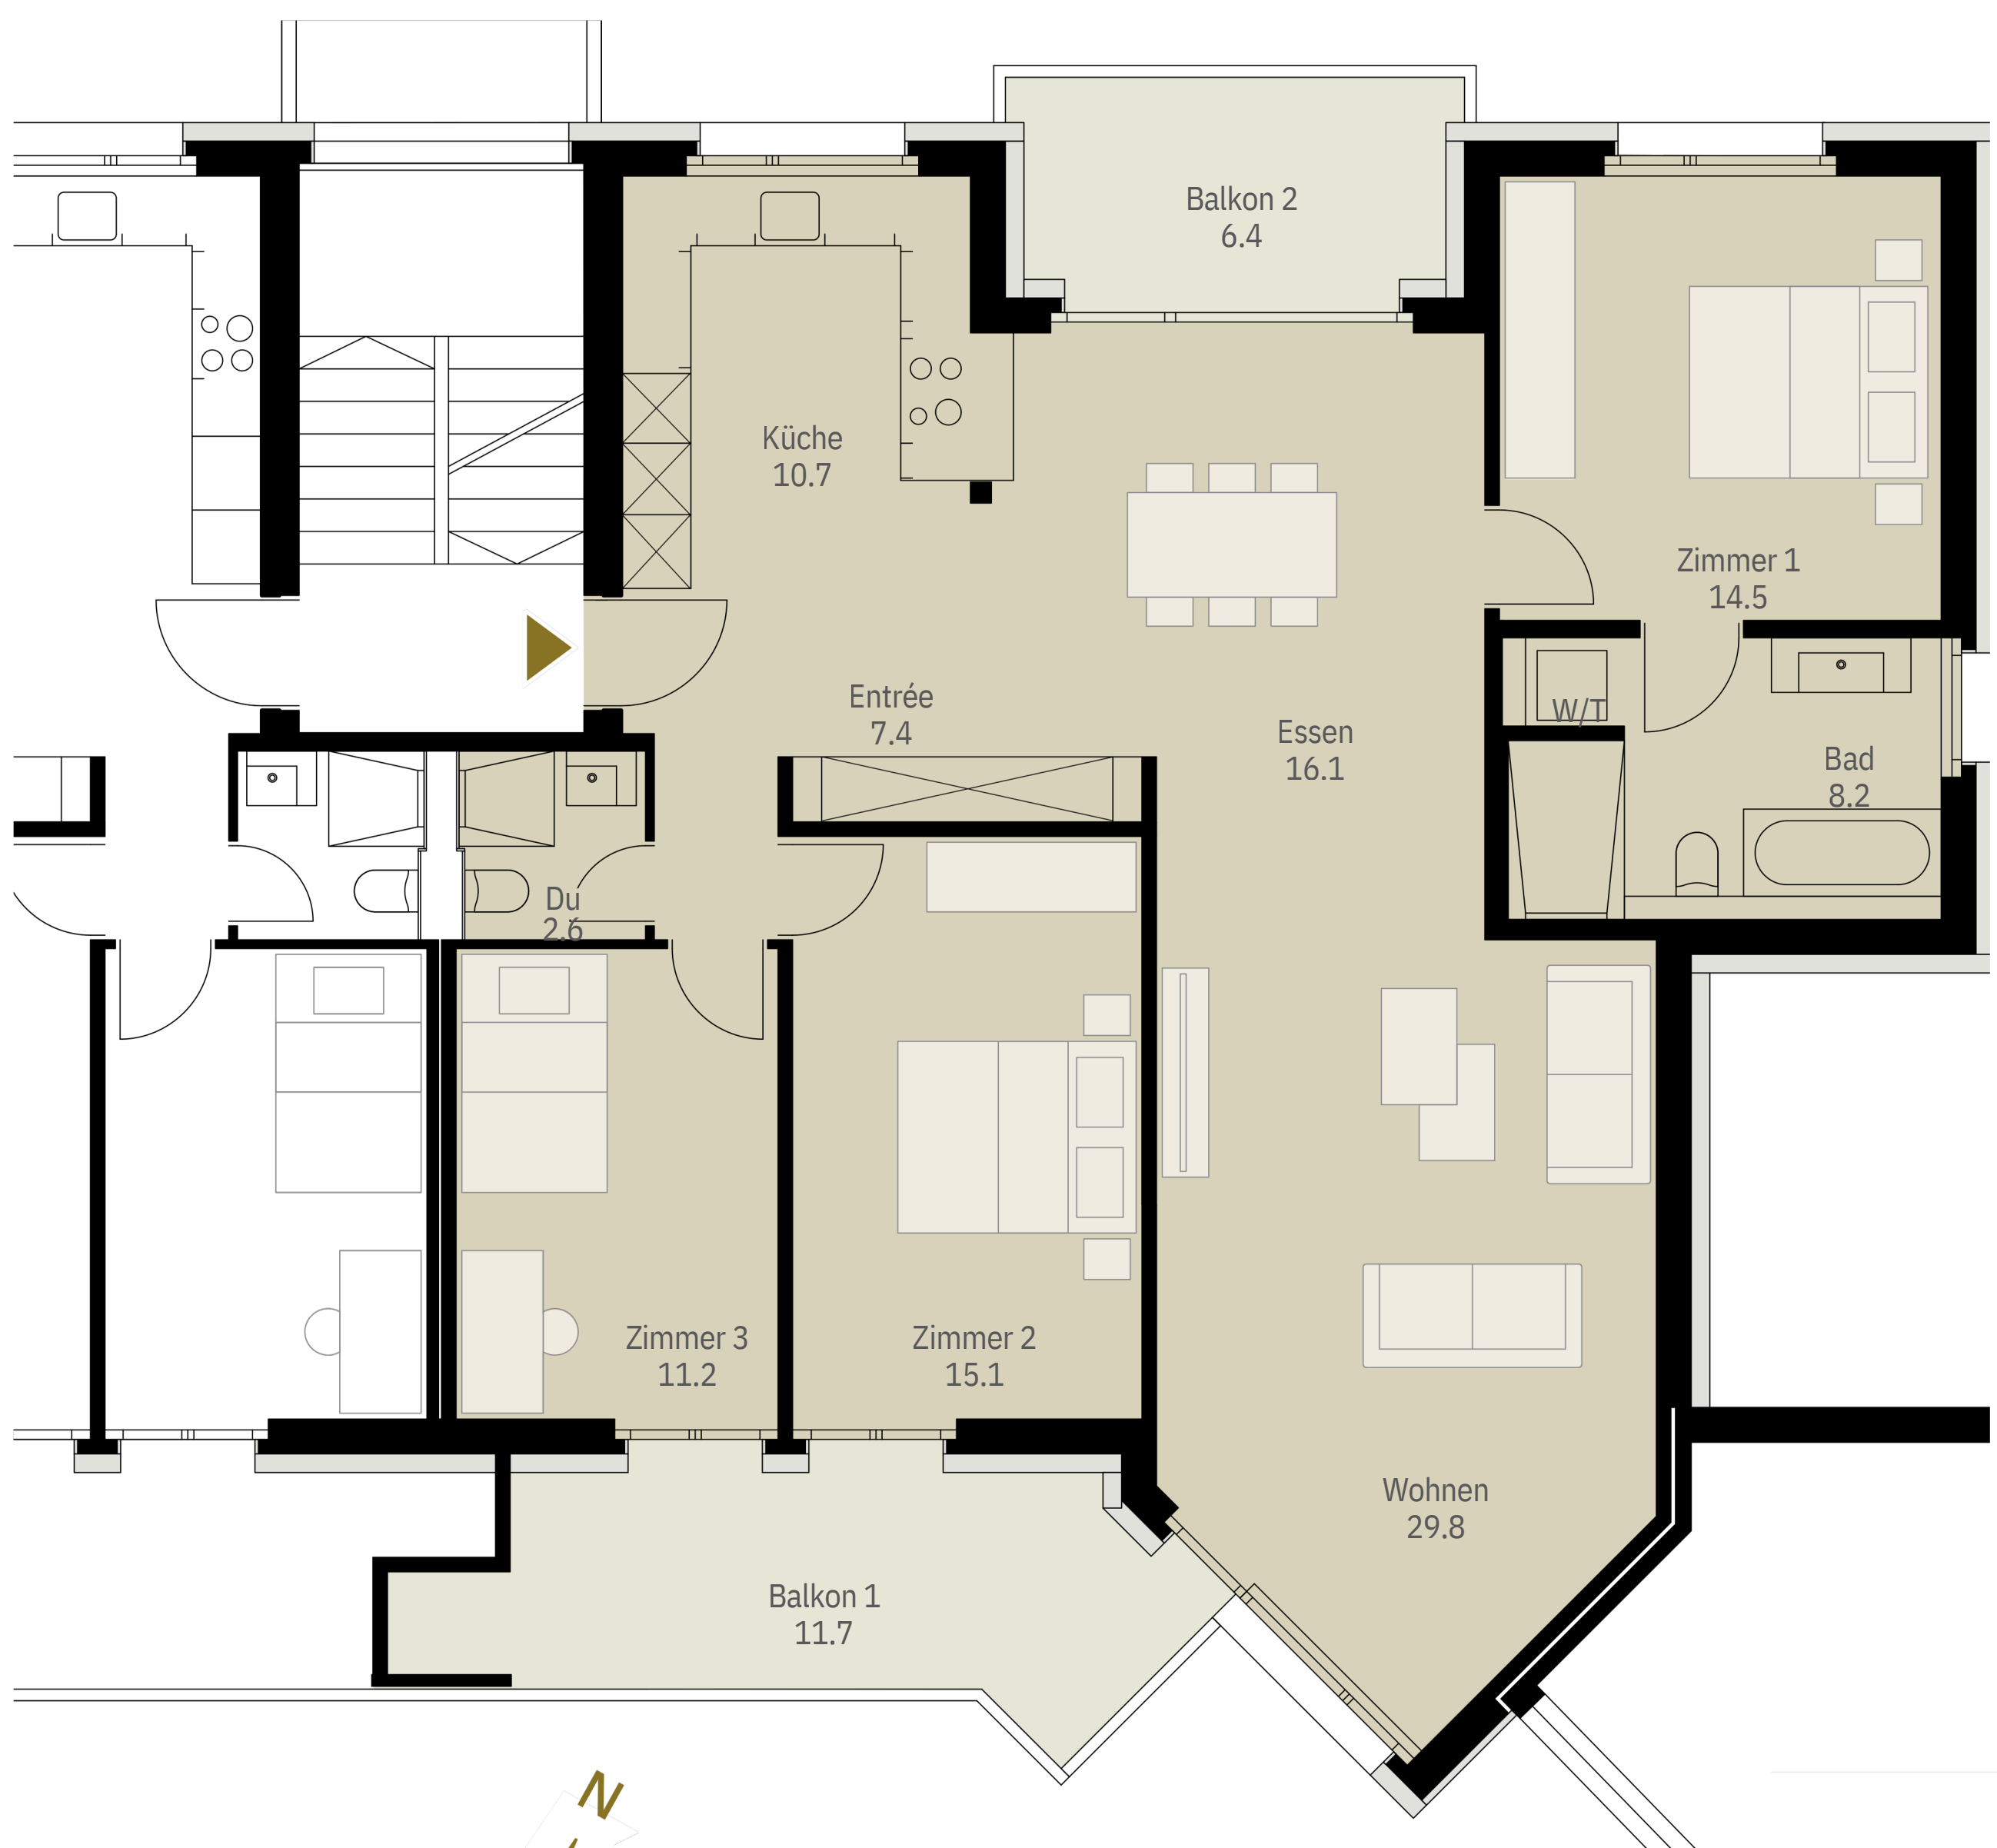 Balkon 2
6.4
Küche
10.7
Zimmer 1
14.5
Entrée
7.4
Essen
16.1
W/T
Bad
8.2
Du
2.6
Zimmer 3
11.2
Zimmer 2
15.1
Wohnen
29.8
Balkon 1
11.7
N